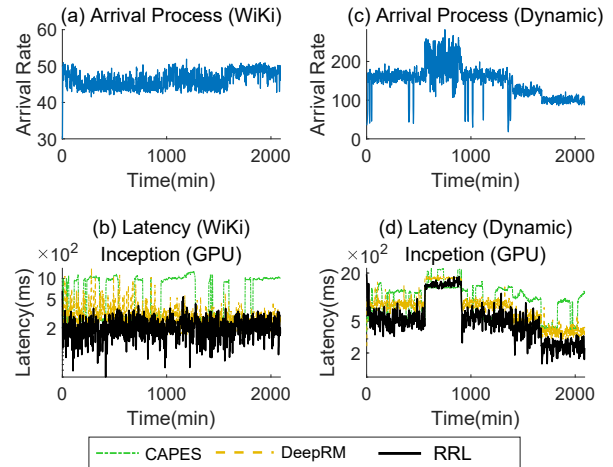 (a) Arrival Process (WiKi)
Arrival Rate
60
50
40
30
0
1000
2000
Time(min)
(c) Arrival Process (Dynamic)
Arrival Rate
200
100
0
0
1000
2000
Time(min)
(b) Latency (WiKi)
Inception (GPU)
×10²
Latency(ms)
10
5
2
0
1000
2000
Time(min)
(d) Latency (Dynamic)
Incpetion (GPU)
×10²
Latency(ms)
20
5
2
0
1000
2000
Time(min)
CAPES
DeepRM
RRL